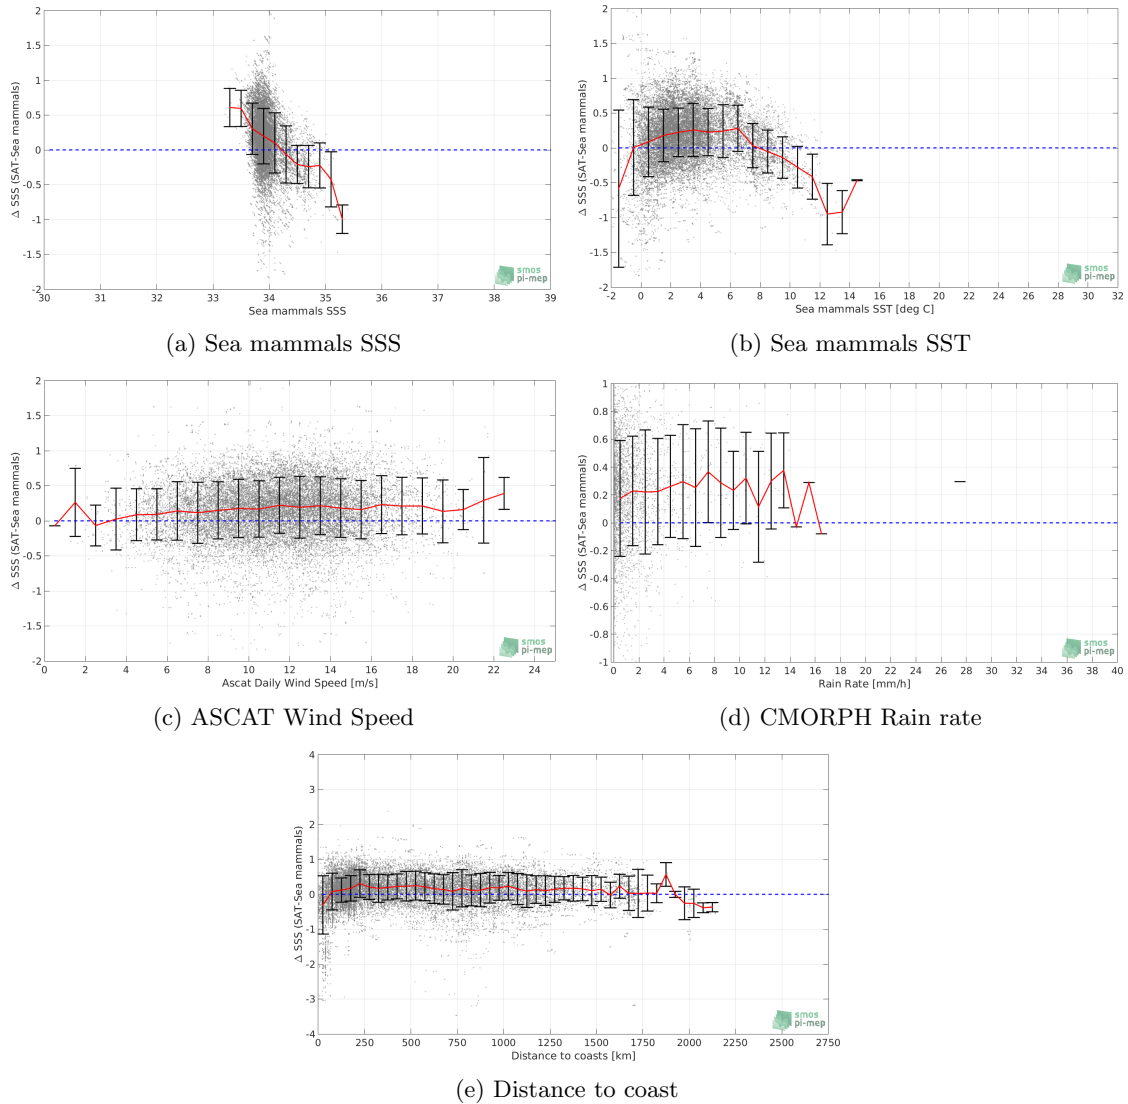 2
1.5
1
0.5
0
-0.5
-1
-1.5
-2
Δ SSS (SAT-Sea mammals)
30 31 32 33 34 35 36 37 38 39
Sea mammals SSS
smos
pi-mep
(a) Sea mammals SSS
2
1.5
1
0.5
0
-0.5
-1
-1.5
-2
Δ SSS (SAT-Sea mammals)
-2 0 2 4 6 8 10 12 14 16 18 20 22 24 26 28 30 32
Sea mammals SST [deg C]
smos
pi-mep
(b) Sea mammals SST
2
1.5
1
0.5
0
-0.5
-1
-1.5
-2
Δ SSS (SAT-Sea mammals)
0 2 4 6 8 10 12 14 16 18 20 22 24
Ascat Daily Wind Speed [m/s]
smos
pi-mep
(c) ASCAT Wind Speed
1
0.8
0.6
0.4
0.2
0
-0.2
-0.4
-0.6
-0.8
-1
Δ SSS (SAT-Sea mammals)
0 2 4 6 8 10 12 14 16 18 20 22 24 26 28 30 32 34 36 38 40
Rain Rate [mm/h]
smos
pi-mep
(d) CMORPH Rain rate
4
3
2
1
0
-1
-2
-3
-4
Δ SSS (SAT-Sea mammals)
0 250 500 750 1000 1250 1500 1750 2000 2250 2500 2750
Distance to coasts [km]
smos
pi-mep
(e) Distance to coast